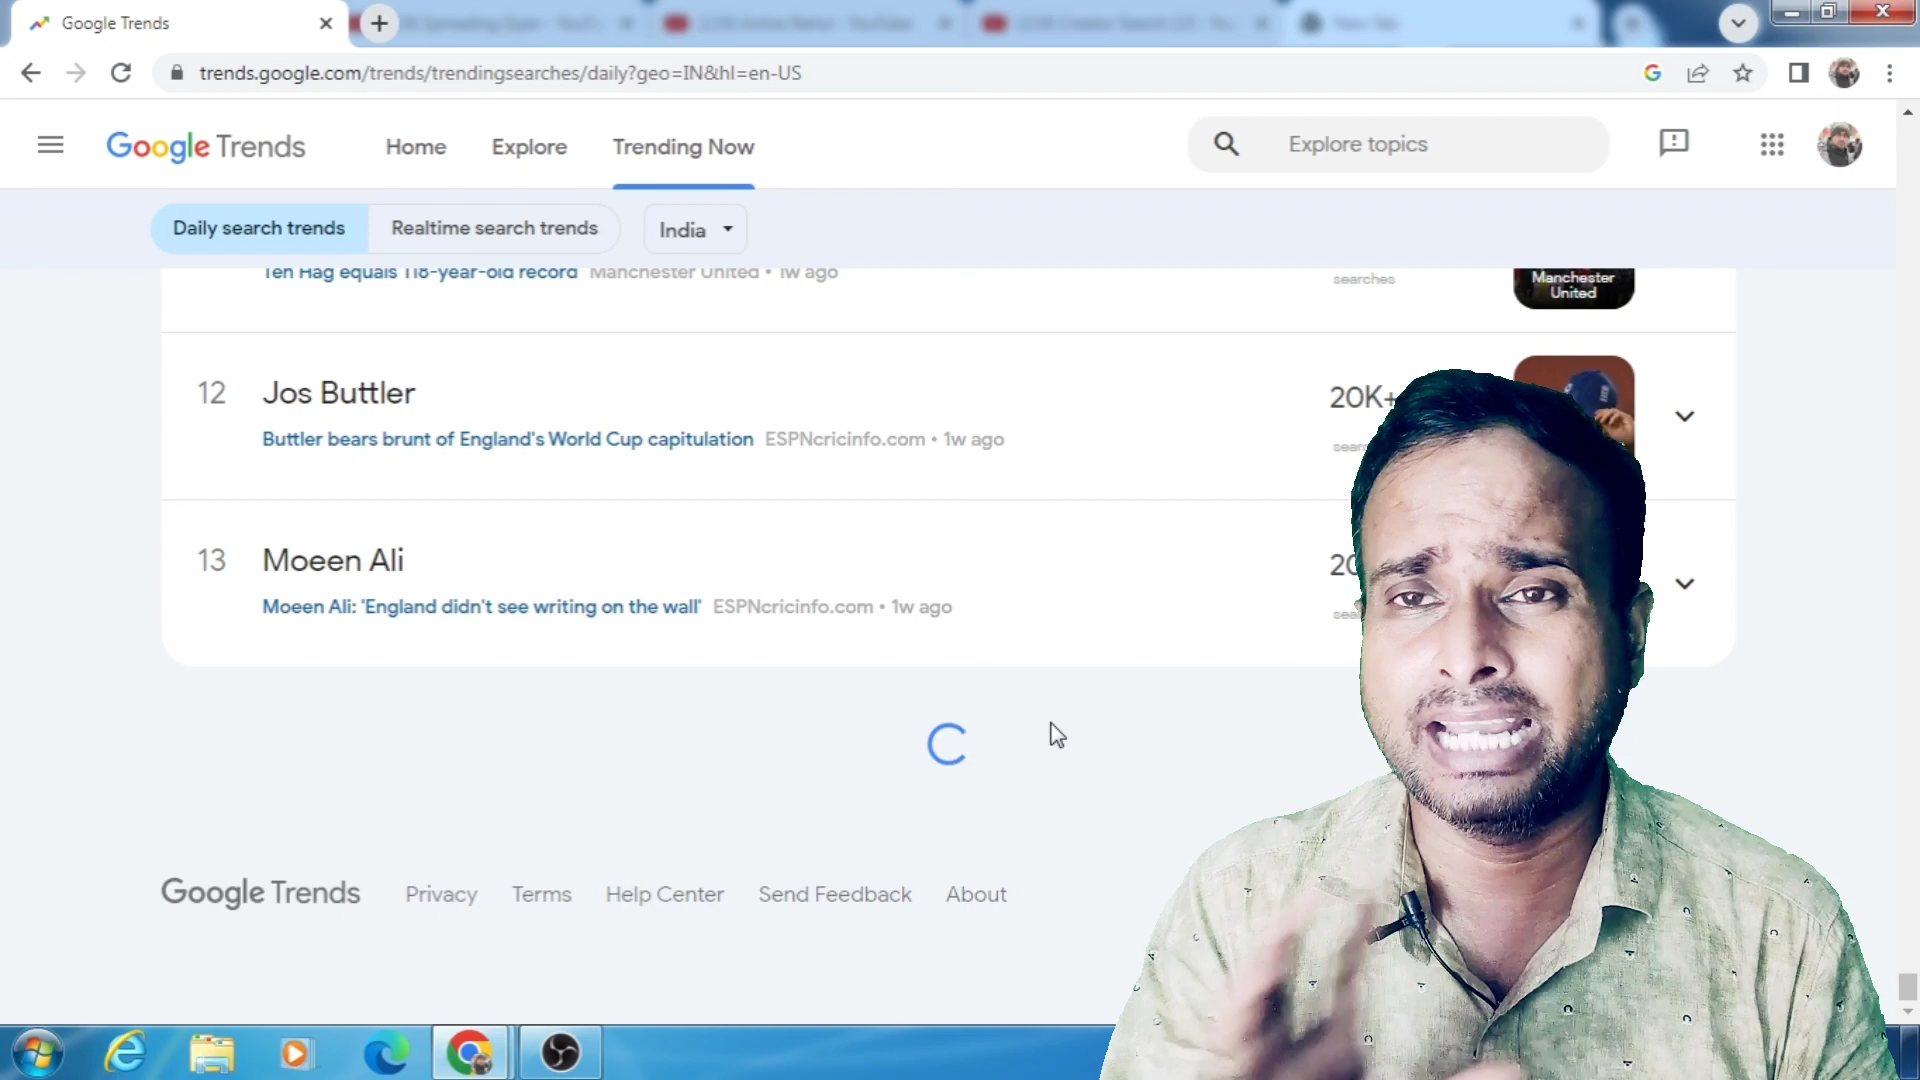 Google Trends
trends.google.com/trends/trendingsearches/daily?geo=IN&hl=en-US
Google Trends Home Explore Trending Now Explore topics
Daily search trends Realtime search trends India
Ten Hag equals 118-year-old record Manchester United • 1w ago searches Manchester United
12 Jos Buttler 20K+
Buttler bears brunt of England's World Cup capitulation ESPNcricinfo.com • 1w ago
13 Moeen Ali
Moeen Ali: 'England didn't see writing on the wall' ESPNcricinfo.com • 1w ago
Google Trends Privacy Terms Help Center Send Feedback About